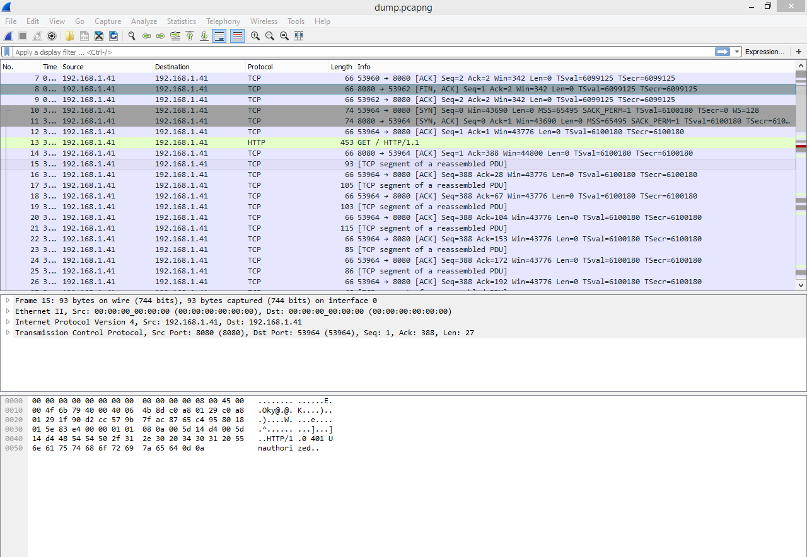 dump.pcapng
File Edit View Go Capture Analyze Statistics Telephony Wireless Tools Help
Apply a display filter ... <Ctrl-/> Expression... +
No. Time Source Destination Protocol Length Info
7 0... 192.168.1.41 192.168.1.41 TCP 66 53960 → 8080 [ACK] Seq=2 Ack=2 Win=342 Len=0 TSval=6099125 TSecr=6099125
8 0... 192.168.1.41 192.168.1.41 TCP 66 8080 → 53962 [FIN, ACK] Seq=1 Ack=2 Win=342 Len=0 TSval=6099125 TSecr=6099125
9 0... 192.168.1.41 192.168.1.41 TCP 66 53962 → 8080 [ACK] Seq=2 Ack=2 Win=342 Len=0 TSval=6099125 TSecr=6099125
10 0... 192.168.1.41 192.168.1.41 TCP 74 53964 → 8080 [SYN] Seq=0 Win=43690 Len=0 MSS=65495 SACK_PERM=1 TSval=6100180 TSecr=0 WS=128
11 3... 192.168.1.41 192.168.1.41 TCP 74 8080 → 53964 [SYN, ACK] Seq=0 Ack=1 Win=43690 Len=0 MSS=65495 SACK_PERM=1 TSval=6100180 TSecr=610...
12 3... 192.168.1.41 192.168.1.41 TCP 66 53964 → 8080 [ACK] Seq=1 Ack=1 Win=43776 Len=0 TSval=6100180 TSecr=6100180
13 3... 192.168.1.41 192.168.1.41 HTTP 453 GET / HTTP/1.1
14 3... 192.168.1.41 192.168.1.41 TCP 66 8080 → 53964 [ACK] Seq=1 Ack=388 Win=44800 Len=0 TSval=6100180 TSecr=6100180
15 3... 192.168.1.41 192.168.1.41 TCP 93 [TCP segment of a reassembled PDU]
16 3... 192.168.1.41 192.168.1.41 TCP 66 53964 → 8080 [ACK] Seq=388 Ack=28 Win=43776 Len=0 TSval=6100180 TSecr=6100180
17 3... 192.168.1.41 192.168.1.41 TCP 105 [TCP segment of a reassembled PDU]
18 3... 192.168.1.41 192.168.1.41 TCP 66 53964 → 8080 [ACK] Seq=388 Ack=67 Win=43776 Len=0 TSval=6100180 TSecr=6100180
19 3... 192.168.1.41 192.168.1.41 TCP 103 [TCP segment of a reassembled PDU]
20 3... 192.168.1.41 192.168.1.41 TCP 66 53964 → 8080 [ACK] Seq=388 Ack=104 Win=43776 Len=0 TSval=6100180 TSecr=6100180
21 3... 192.168.1.41 192.168.1.41 TCP 115 [TCP segment of a reassembled PDU]
22 3... 192.168.1.41 192.168.1.41 TCP 66 53964 → 8080 [ACK] Seq=388 Ack=153 Win=43776 Len=0 TSval=6100180 TSecr=6100180
23 3... 192.168.1.41 192.168.1.41 TCP 85 [TCP segment of a reassembled PDU]
24 3... 192.168.1.41 192.168.1.41 TCP 66 53964 → 8080 [ACK] Seq=388 Ack=172 Win=43776 Len=0 TSval=6100180 TSecr=6100180
25 3... 192.168.1.41 192.168.1.41 TCP 86 [TCP segment of a reassembled PDU]
26 3... 192.168.1.41 192.168.1.41 TCP 66 53964 → 8080 [ACK] Seq=388 Ack=192 Win=43776 Len=0 TSval=6100180 TSecr=6100180
Frame 15: 93 bytes on wire (744 bits), 93 bytes captured (744 bits) on interface 0
Ethernet II, Src: 00:00:00_00:00:00 (00:00:00:00:00:00), Dst: 00:00:00_00:00:00 (00:00:00:00:00:00)
Internet Protocol Version 4, Src: 192.168.1.41, Dst: 192.168.1.41
Transmission Control Protocol, Src Port: 8080 (8080), Dst Port: 53964 (53964), Seq: 1, Ack: 388, Len: 27
0000 00 00 00 00 00 00 00 00 00 00 00 00 08 00 45 00 ........ ......E.
0010 00 4f 6b 79 40 00 40 06 4b 8d c0 a8 01 29 c0 a8 .Oky@.@. K....)..
0020 01 29 1f 90 d2 cc 57 9b 7f ac 87 65 c4 95 80 18 .)....W. ...e....
0030 01 5e 83 e4 00 00 01 01 08 0a 00 5d 14 d4 00 5d .^...... ...]...]
0040 14 d4 48 54 54 50 2f 31 2e 30 20 34 30 31 20 55 ..HTTP/1 .0 401 U
0050 6e 61 75 74 68 6f 72 69 7a 65 64 0d 0a nauthori zed..